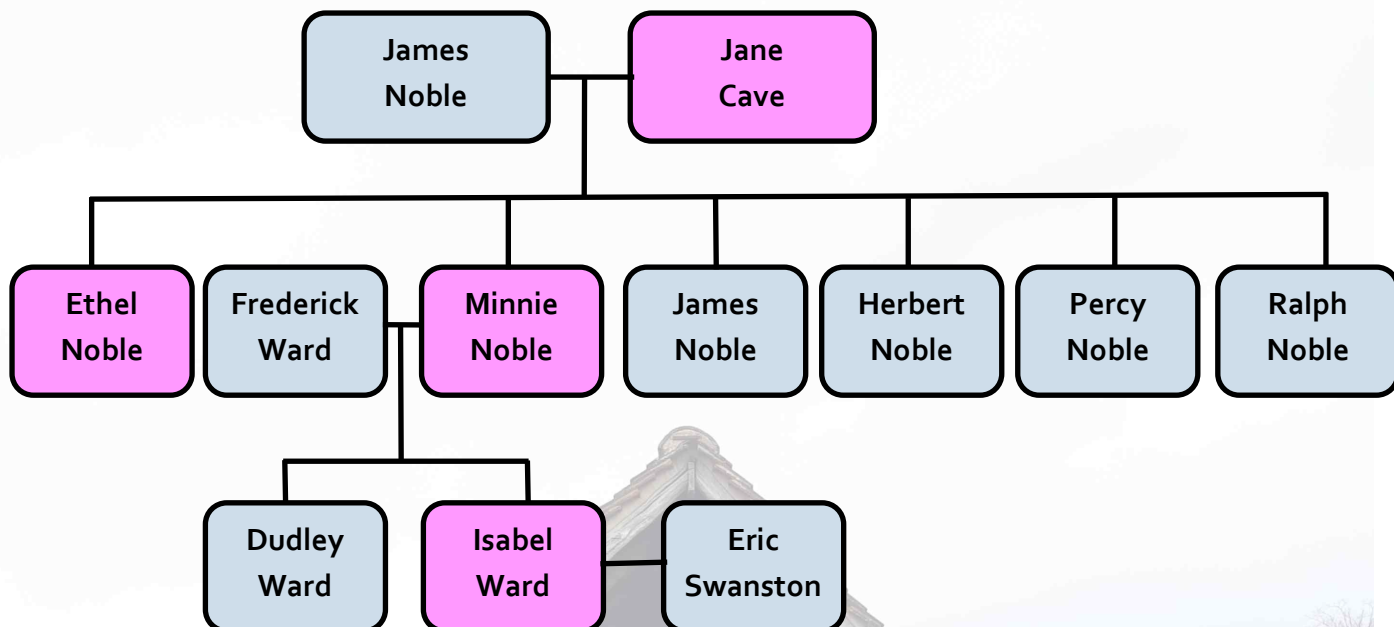 James
Noble
Jane
Cave
Ethel
Noble
Frederick
Ward
Minnie
Noble
James
Noble
Herbert
Noble
Percy
Noble
Ralph
Noble
Dudley
Ward
Isabel
Ward
Eric
Swanston